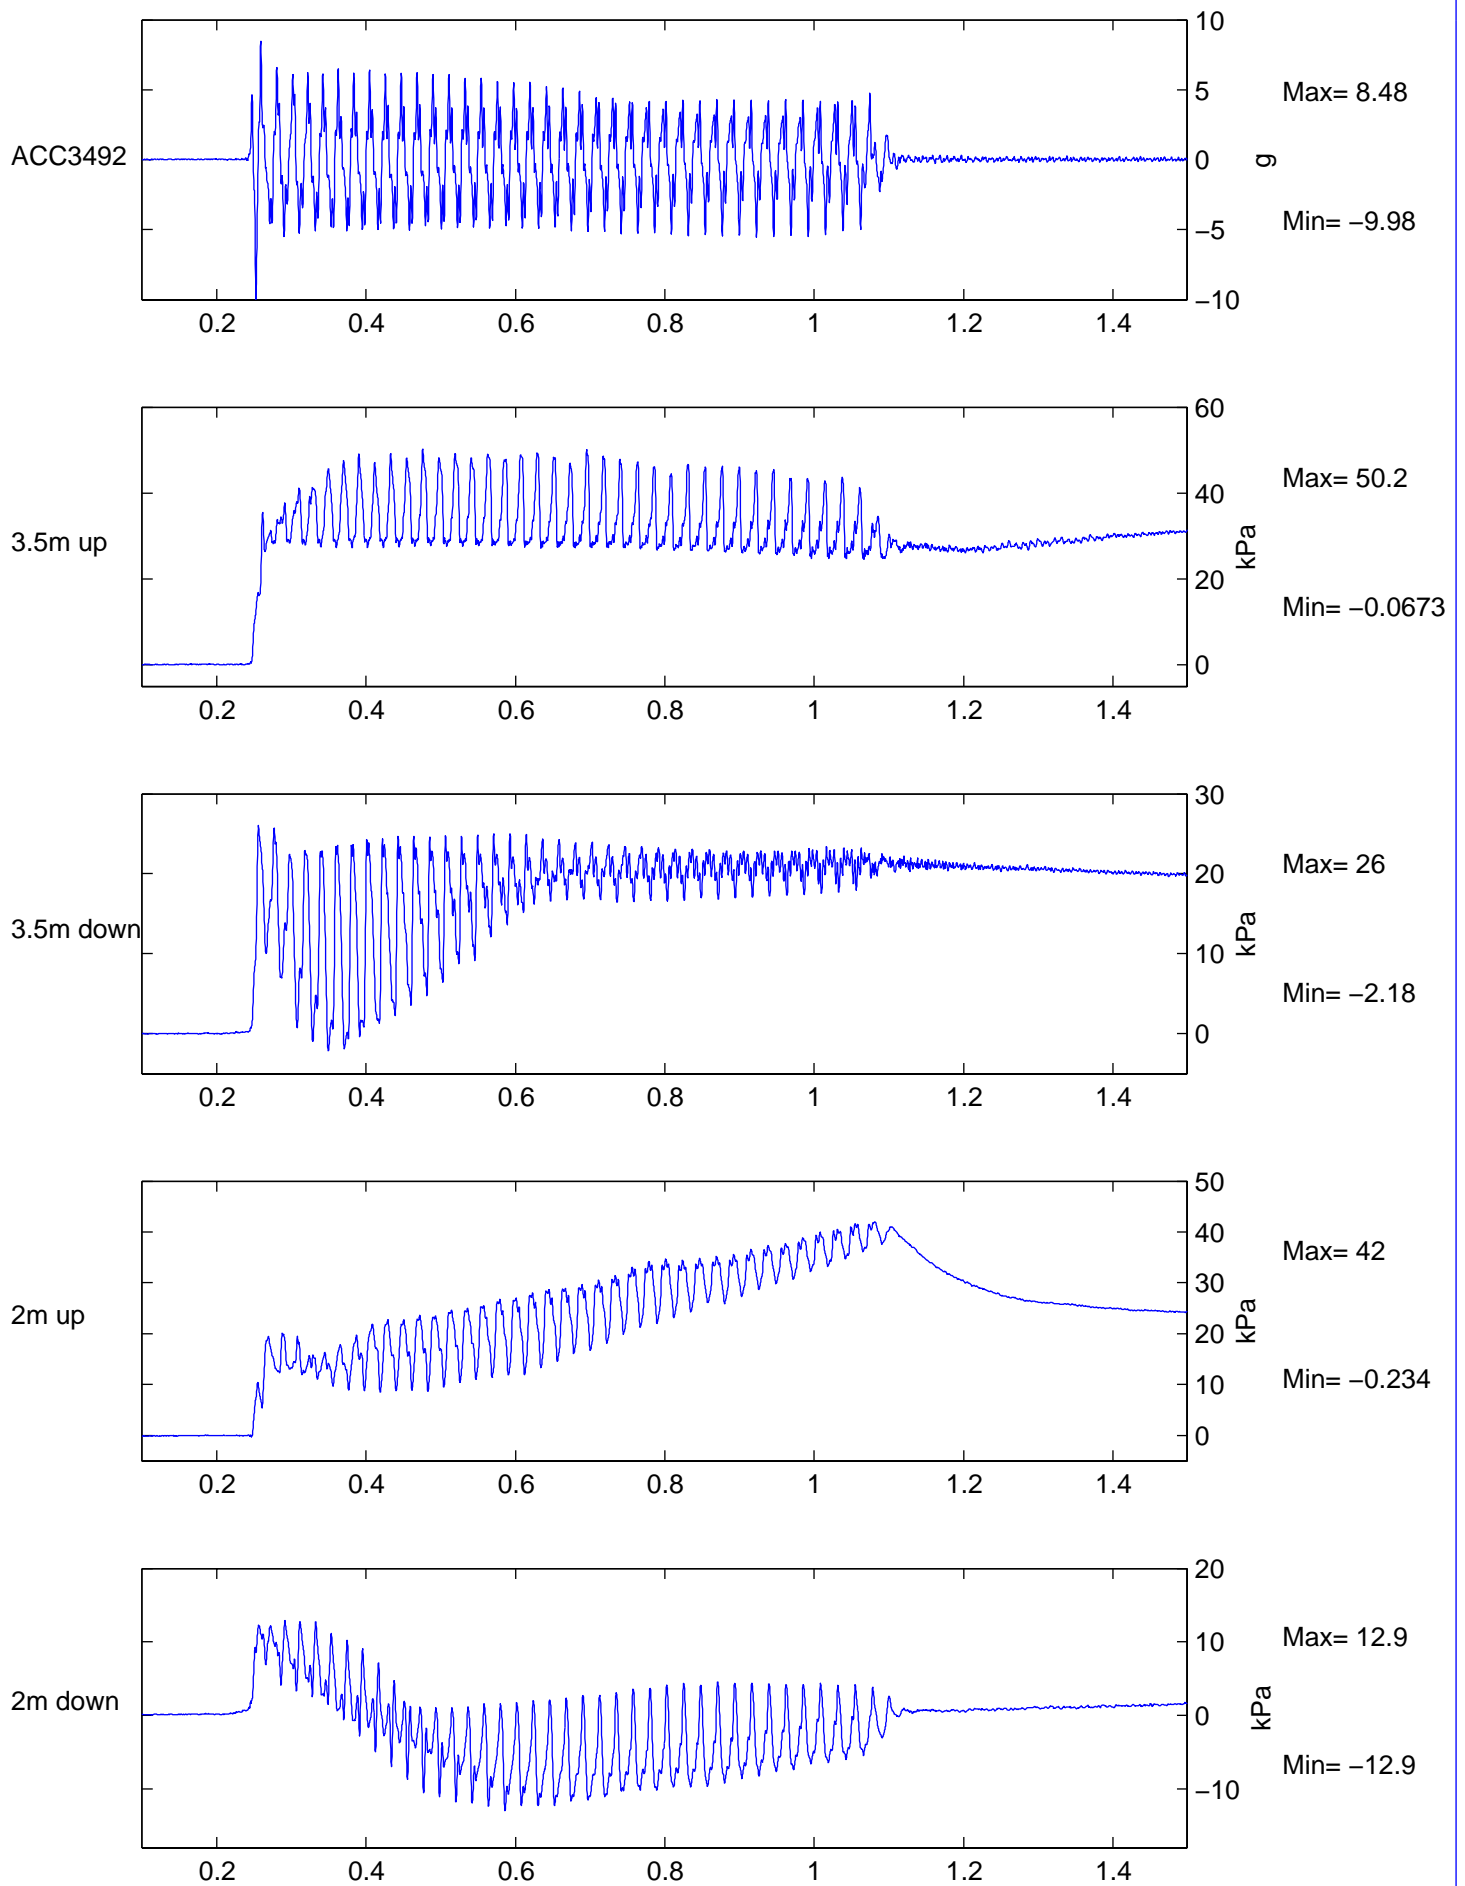 10
5
0
−5
−10
ACC3492
g
Max= 8.48
Min= −9.98
0.2 0.4 0.6 0.8 1 1.2 1.4
60
40
20
0
3.5m up
kPa
Max= 50.2
Min= −0.0673
0.2 0.4 0.6 0.8 1 1.2 1.4
30
20
10
0
3.5m down
kPa
Max= 26
Min= −2.18
0.2 0.4 0.6 0.8 1 1.2 1.4
50
40
30
20
10
0
2m up
kPa
Max= 42
Min= −0.234
0.2 0.4 0.6 0.8 1 1.2 1.4
20
10
0
−10
2m down
kPa
Max= 12.9
Min= −12.9
0.2 0.4 0.6 0.8 1 1.2 1.4